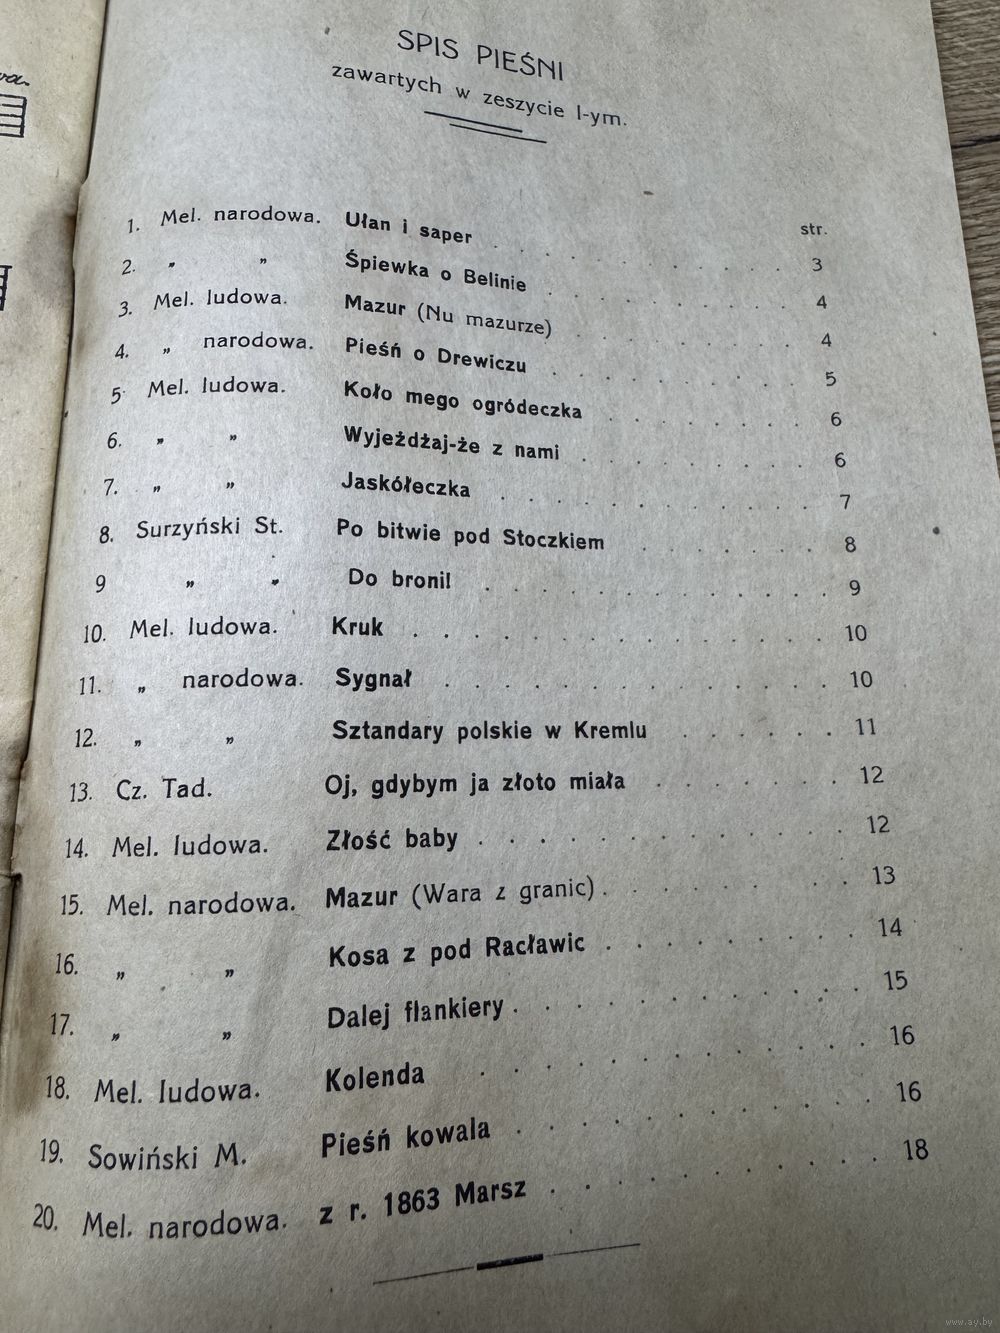 SPIS PIEŚNI
zawartych w zeszycie I-ym.
str.
1. Mel. narodowa. Ułan i saper . . . . . . . . . . . 3
2. „ „ Śpiewka o Belinie . . . . . . . . . 4
3. Mel. ludowa. Mazur (Nu mazurze) . . . . . . . . 4
4. „ narodowa. Pieśń o Drewiczu . . . . . . . . . 5
5. Mel. ludowa. Koło mego ogródeczka . . . . . . . . 6
6. „ „ Wyjeżdżaj-że z nami . . . . . . . . . 6
7. „ „ Jaskółeczka . . . . . . . . . . . . 7
8. Surzyński St. Po bitwie pod Stoczkiem . . . . . . . 8
9 „ „ Do broni! . . . . . . . . . . . . . 9
10. Mel. ludowa. Kruk . . . . . . . . . . . . . . 10
11. „ narodowa. Sygnał . . . . . . . . . . . . . 10
12. „ „ Sztandary polskie w Kremlu . . . . . . 11
13. Cz. Tad. Oj, gdybym ja złoto miała . . . . . . . 12
14. Mel. ludowa. Złość baby . . . . . . . . . . . . . 12
15. Mel. narodowa. Mazur (Wara z granic) . . . . . . . . 13
16. „ „ Kosa z pod Racławic . . . . . . . . . 14
17. „ „ Dalej flankiery . . . . . . . . . . . . 15
18. Mel. ludowa. Kolenda . . . . . . . . . . . . . . 16
19. Sowiński M. Pieśń kowala . . . . . . . . . . . . 16
20. Mel. narodowa. z r. 1863 Marsz . . . . . . . . . . . 18
www.ay.by